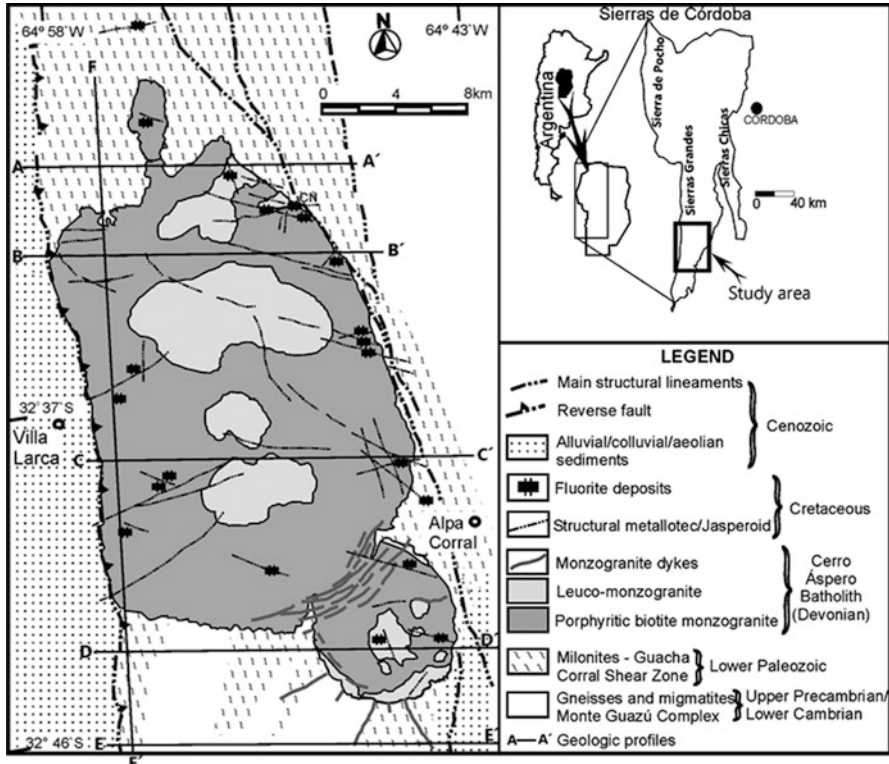 64° 58' W
N
64° 43' W
0 4 8km
F
A A´
CN
B B´
32° 37' S
Villa
Larca
C C´
Alpa
Corral
D D´
32° 46' S
E E´
F´
Sierras de Córdoba
Argentina
Sierra de Pocho
Sierras Grandes
Sierras Chicas
CÓRDOBA
0 40 km
Study area
LEGEND
Main structural lineaments
Reverse fault
Alluvial/colluvial/aeolian
sediments
Cenozoic
Fluorite deposits
Structural metallotec/Jasperoid
Cretaceous
Monzogranite dykes
Leuco-monzogranite
Porphyritic biotite monzogranite
Cerro
Áspero
Batholith
(Devonian)
Milonites - Guacha
Corral Shear Zone
Lower Paleozoic
Gneisses and migmatites
Monte Guazú Complex
Upper Precambrian/
Lower Cambrian
A A´ Geologic profiles